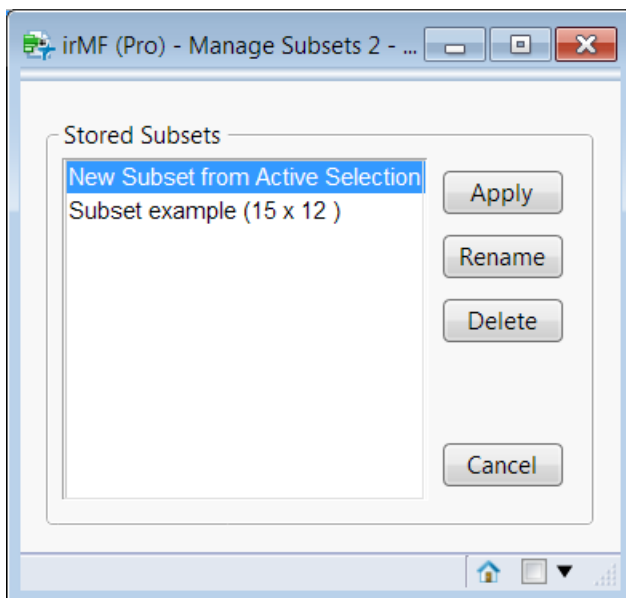 irMF (Pro) - Manage Subsets 2 - ...
Stored Subsets
New Subset from Active Selection
Subset example (15 x 12 )
Apply
Rename
Delete
Cancel